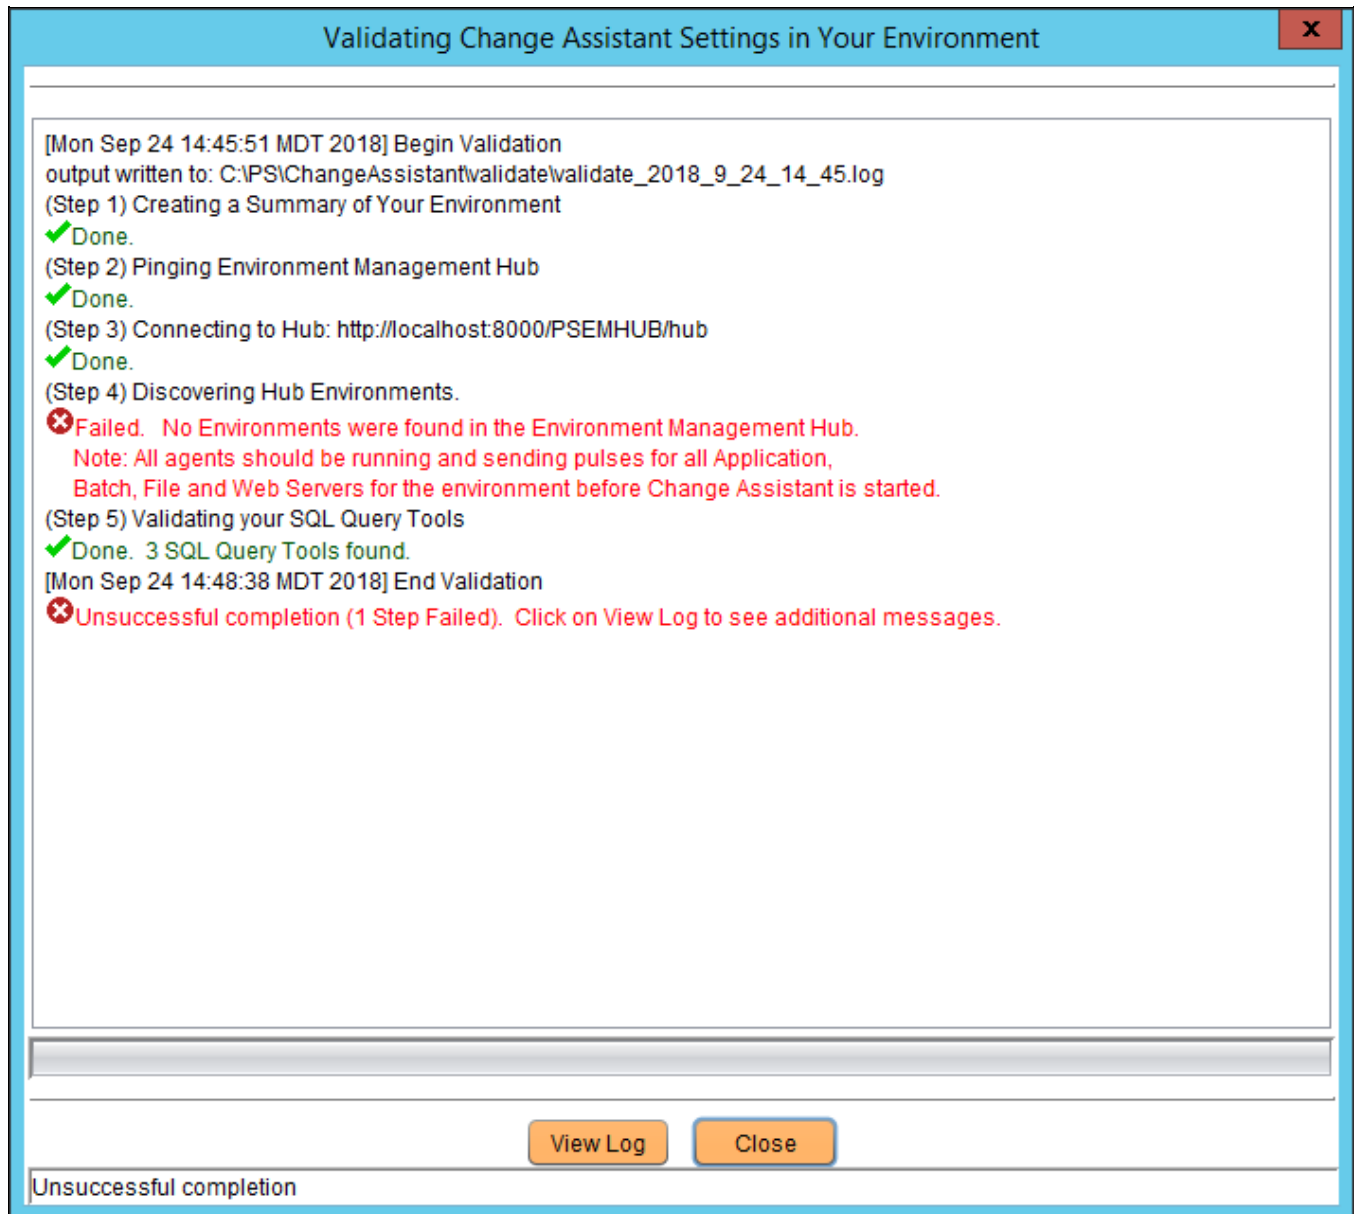 Validating Change Assistant Settings in Your Environment
x
[Mon Sep 24 14:45:51 MDT 2018] Begin Validation
output written to: C:\PS\ChangeAssistant\validate\validate_2018_9_24_14_45.log
(Step 1) Creating a Summary of Your Environment
Done.
(Step 2) Pinging Environment Management Hub
Done.
(Step 3) Connecting to Hub: http://localhost:8000/PSEMHUB/hub
Done.
(Step 4) Discovering Hub Environments.
Failed.   No Environments were found in the Environment Management Hub.
Note: All agents should be running and sending pulses for all Application,
Batch, File and Web Servers for the environment before Change Assistant is started.
(Step 5) Validating your SQL Query Tools
Done.  3 SQL Query Tools found.
[Mon Sep 24 14:48:38 MDT 2018] End Validation
Unsuccessful completion (1 Step Failed).  Click on View Log to see additional messages.
View Log
Close
Unsuccessful completion